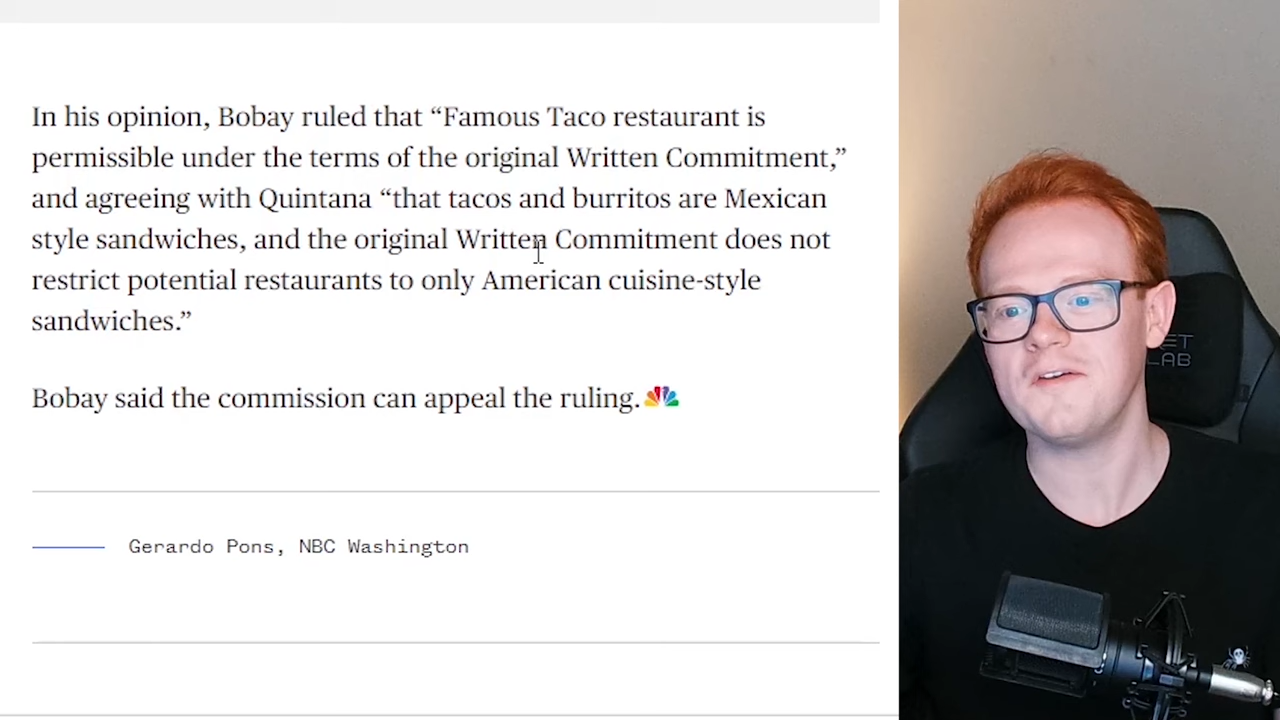 In his opinion, Bobay ruled that “Famous Taco restaurant is
permissible under the terms of the original Written Commitment,”
and agreeing with Quintana “that tacos and burritos are Mexican
style sandwiches, and the original Written Commitment does not
restrict potential restaurants to only American cuisine-style
sandwiches.”
Bobay said the commission can appeal the ruling.
Gerardo Pons, NBC Washington
LAB